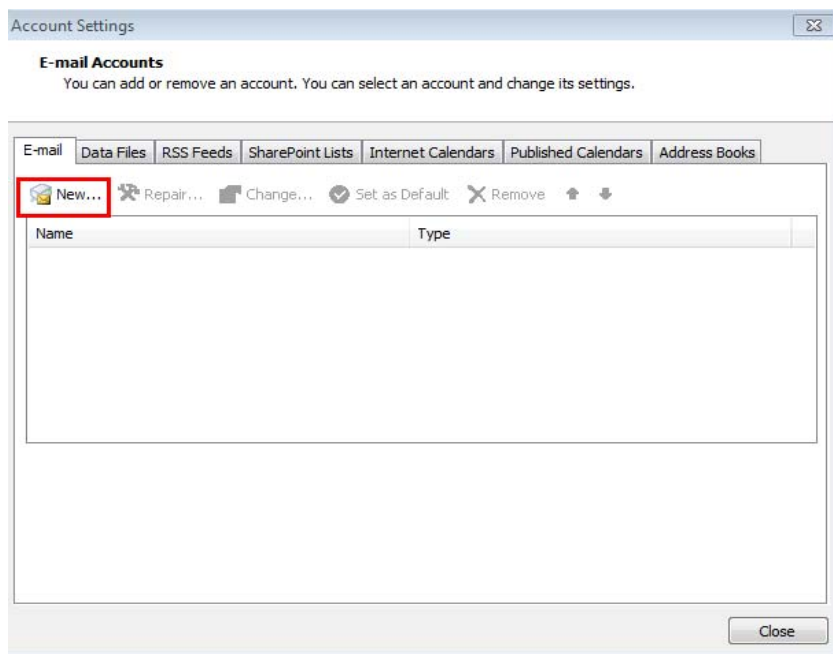 Account Settings
E-mail Accounts
You can add or remove an account. You can select an account and change its settings.
E-mail Data Files RSS Feeds SharePoint Lists Internet Calendars Published Calendars Address Books
New... Repair... Change... Set as Default Remove
Name Type
Close